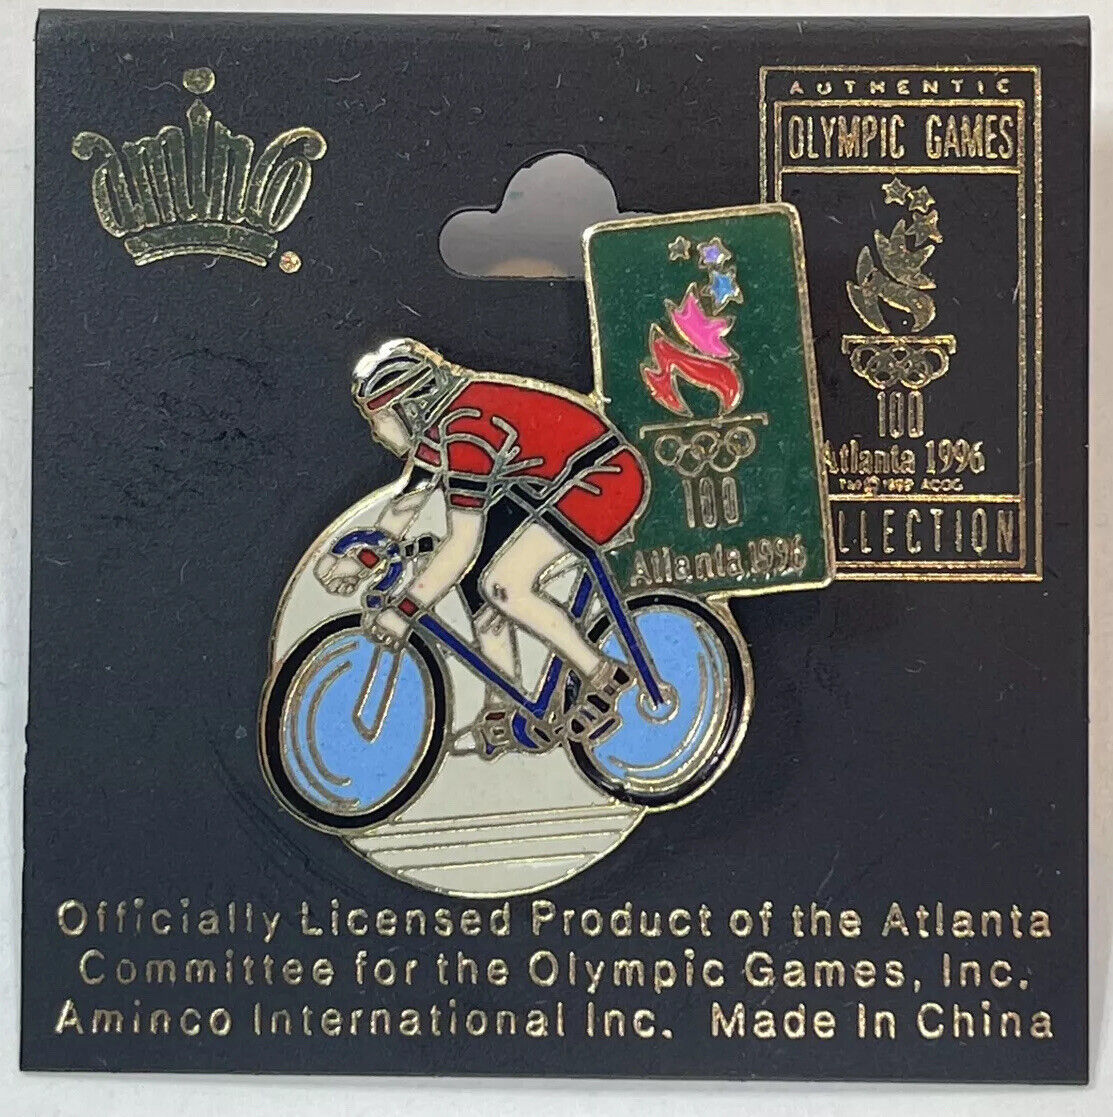 aminco
AUTHENTIC
OLYMPIC GAMES
100
Atlanta 1996
LLECTION
100
Atlanta 1996
Officially Licensed Product of the Atlanta
Committee for the Olympic Games, Inc.
Aminco International Inc. Made In China